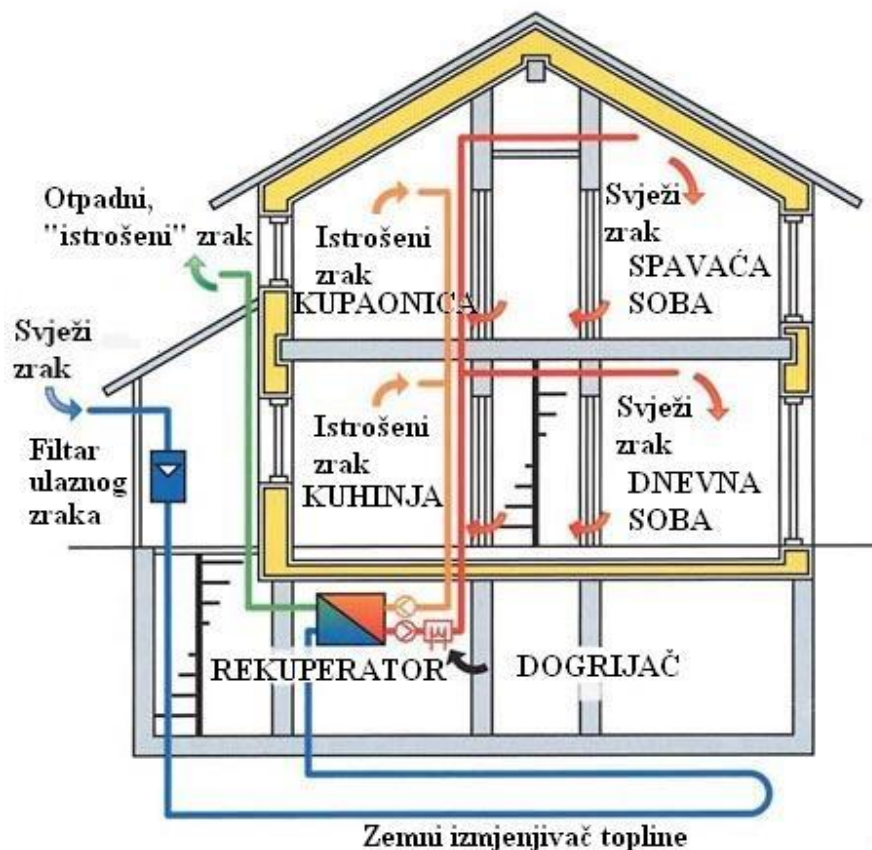 Otpadni,
"istrošeni" zrak
Istrošeni
zrak
KUPAONICA
Svježi
zrak
SPAVAĆA
SOBA
Svježi
zrak
Filtar
ulaznog
zraka
Istrošeni
zrak
KUHINJA
Svježi
zrak
DNEVNA
SOBA
REKUPERATOR
DOGRIJAČ
Zemni izmjenjivač topline